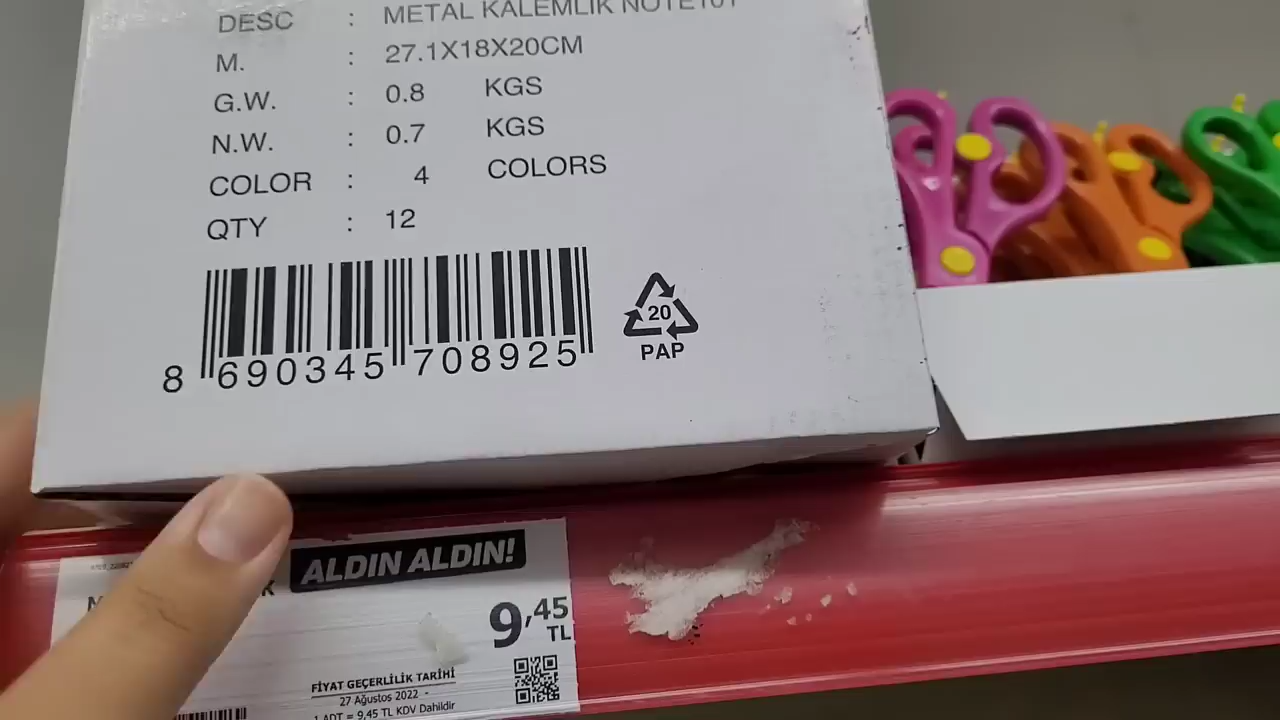 DESC : METAL KALEMLİK NOTE101
M. : 27.1X18X20CM
G.W. : 0.8 KGS
N.W. : 0.7 KGS
COLOR : 4 COLORS
QTY : 12
8 690345 708925
20
PAP
ALDIN ALDIN!
9,45
TL
FİYAT GEÇERLİLİK TARİHİ
27 Ağustos 2022 -
1 ADT = 9,45 TL KDV Dahildir